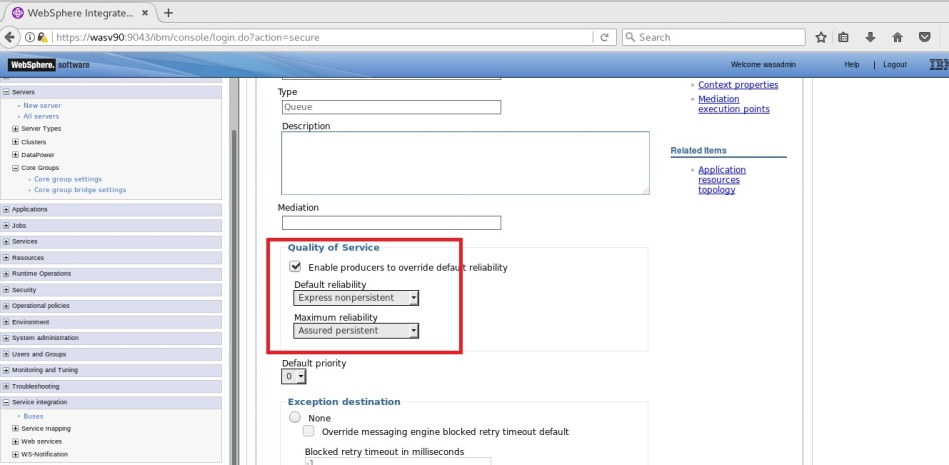 WebSphere Integrate...
https://wasv90:9043/ibm/console/login.do?action=secure
Search
WebSphere. software
Welcome wasadmin
Help
Logout
Servers
New server
All servers
Server Types
Clusters
DataPower
Core Groups
Core group settings
Core group bridge settings
Applications
Jobs
Services
Resources
Runtime Operations
Security
Operational policies
Environment
System administration
Users and Groups
Monitoring and Tuning
Troubleshooting
Service integration
Buses
Service mapping
Web services
WS-Notification
Type
Queue
Description
Mediation
Quality of Service
Enable producers to override default reliability
Default reliability
Express nonpersistent
Maximum reliability
Assured persistent
Default priority
0
Exception destination
None
Override messaging engine blocked retry timeout default
Blocked retry timeout in milliseconds
-1
Context properties
Mediation
execution points
Related Items
Application
resources
topology